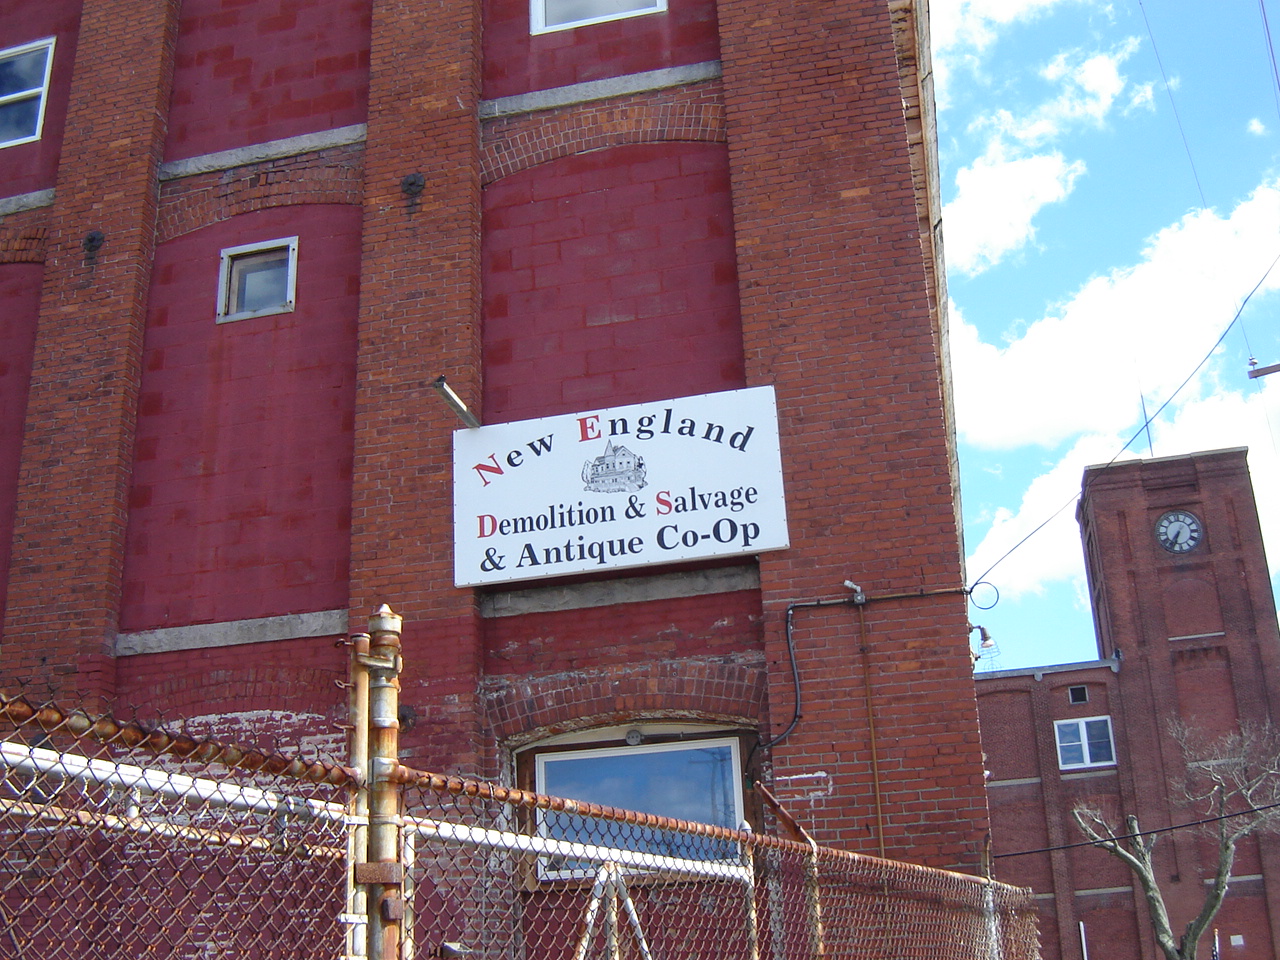 New England
Demolition & Salvage
& Antique Co-Op